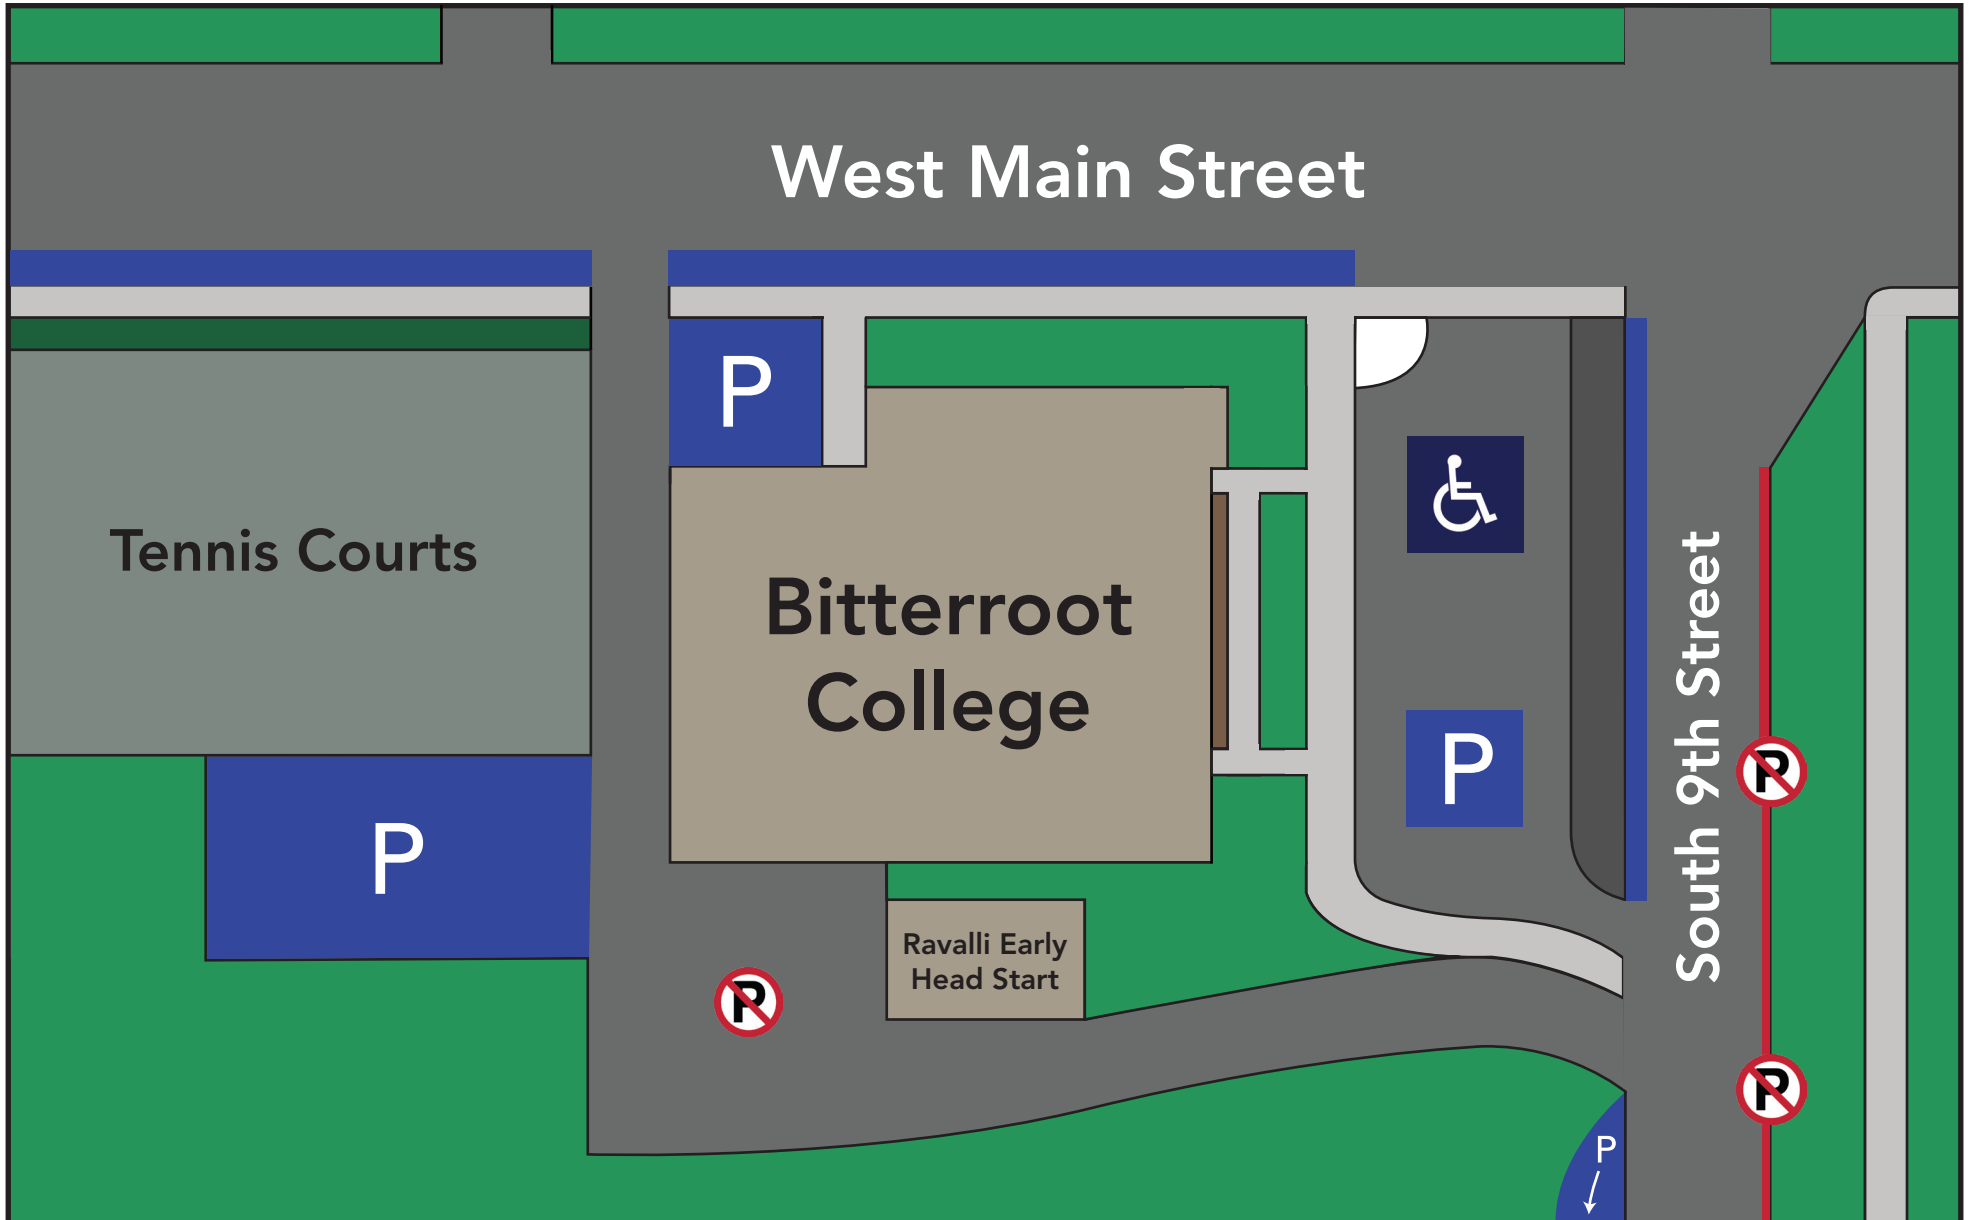 West Main Street
P
Tennis Courts
Bitterroot
College
P
South 9th Street
P
P
Ravalli Early
Head Start
P
P
P